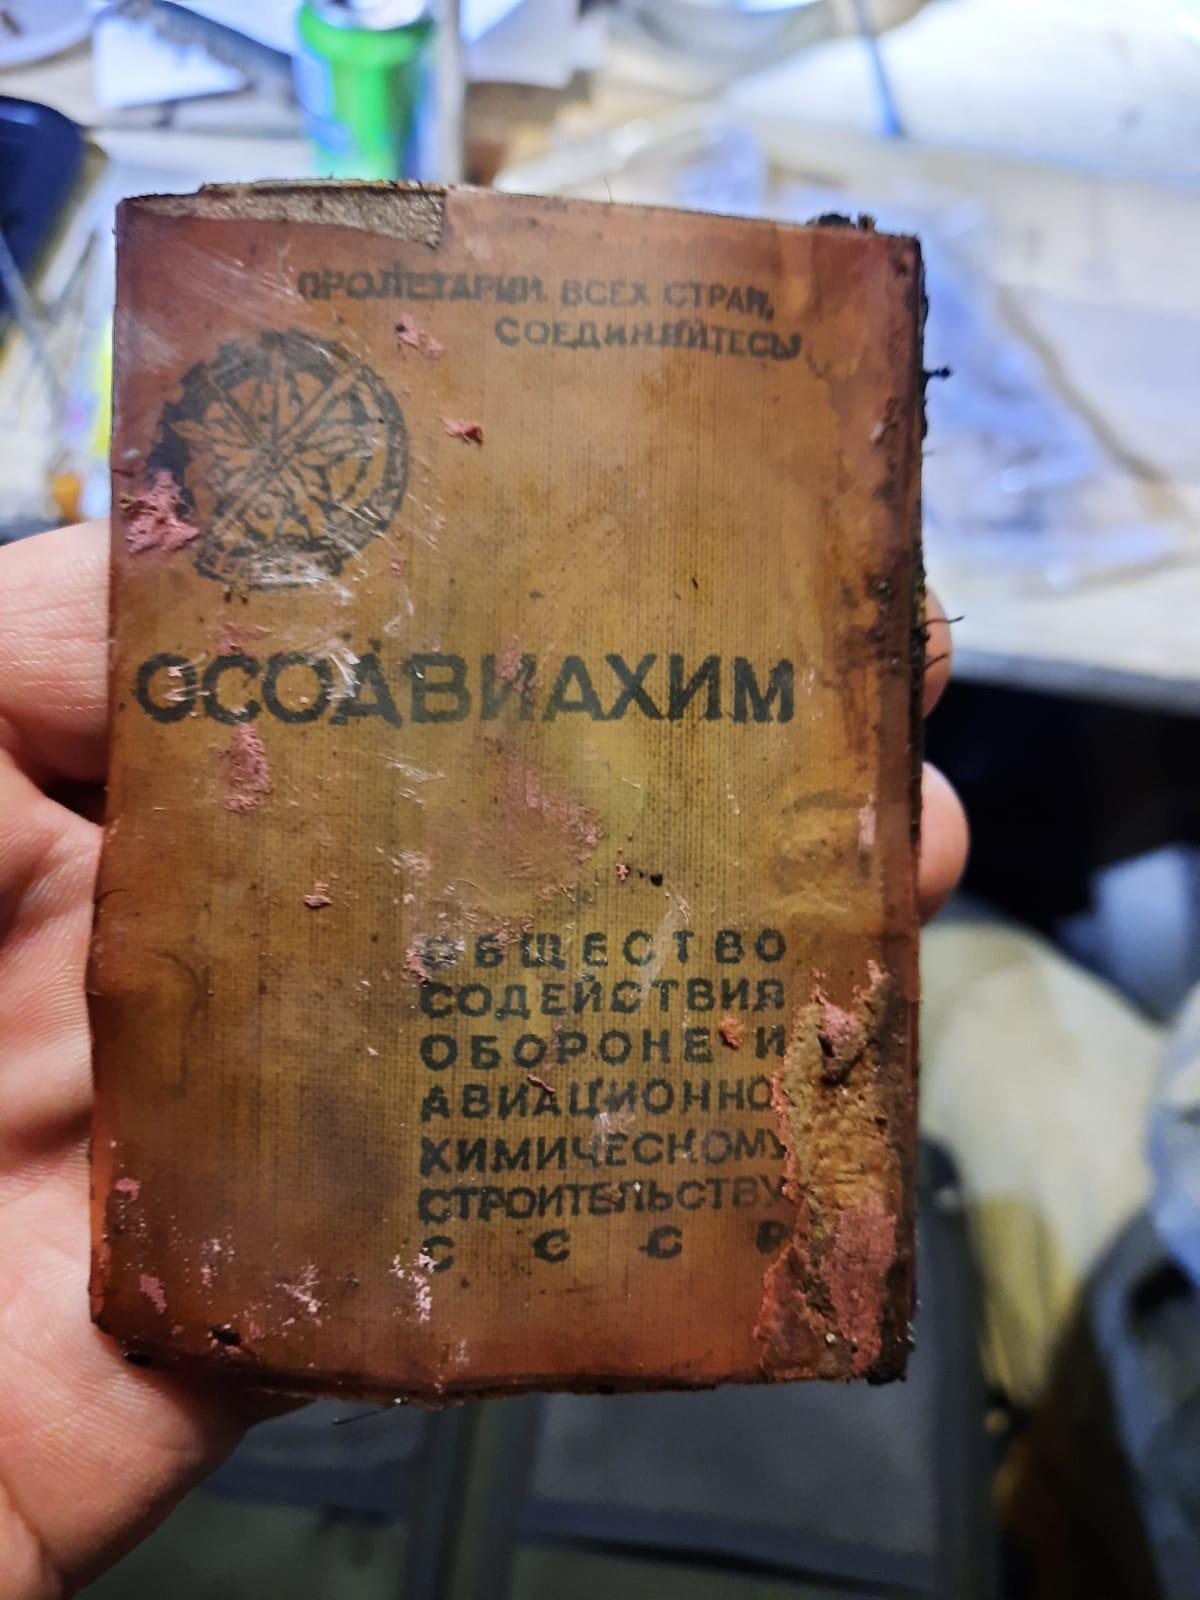 ПРОЛЕТАРИИ ВСЕХ СТРАН,
СОЕДИНЯЙТЕСЬ
ОСОАВИАХИМ
ОБЩЕСТВО
СОДЕЙСТВИЯ
ОБОРОНЕ И
АВИАЦИОННО
ХИМИЧЕСКОМУ
СТРОИТЕЛЬСТВУ
С С С Р